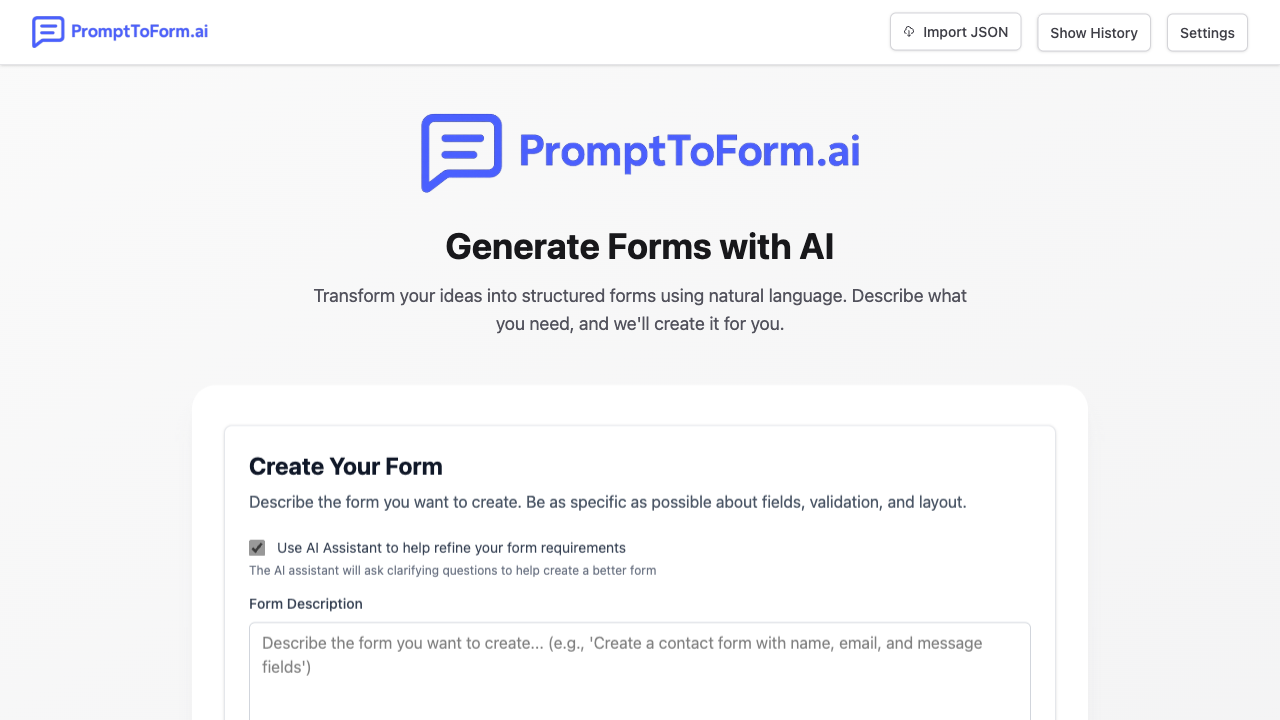 PromptToForm.ai
Import JSON
Show History
Settings
PromptToForm.ai
Generate Forms with AI
Transform your ideas into structured forms using natural language. Describe what
you need, and we'll create it for you.
Create Your Form
Describe the form you want to create. Be as specific as possible about fields, validation, and layout.
Use AI Assistant to help refine your form requirements
The AI assistant will ask clarifying questions to help create a better form
Form Description
Describe the form you want to create... (e.g., 'Create a contact form with name, email, and message
fields')